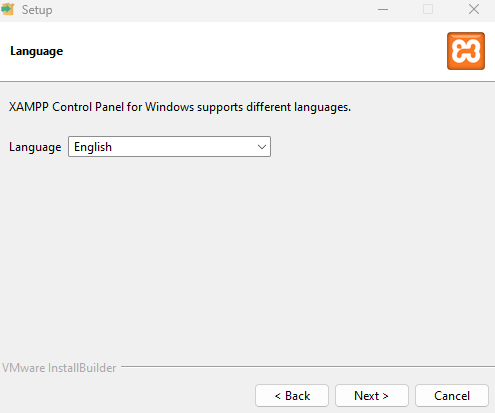 Setup
Language
XAMPP Control Panel for Windows supports different languages.
Language English
VMware InstallBuilder
< Back Next > Cancel